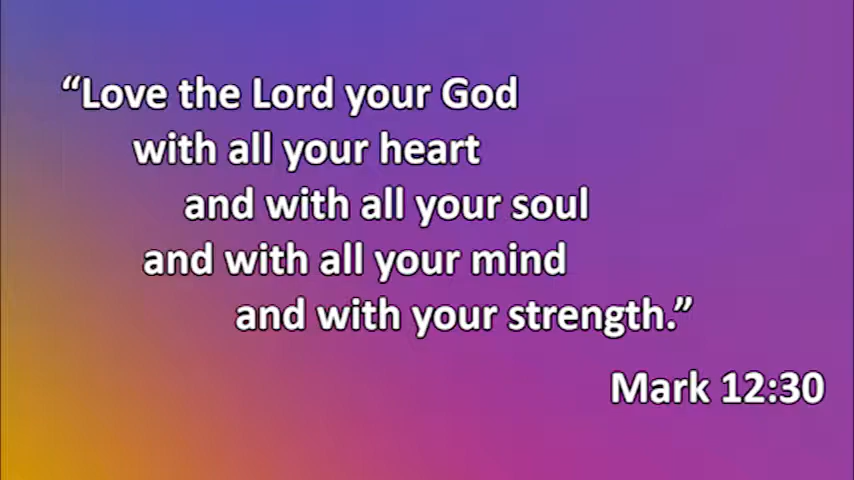 “Love the Lord your God
with all your heart
and with all your soul
and with all your mind
and with your strength.”
Mark 12:30